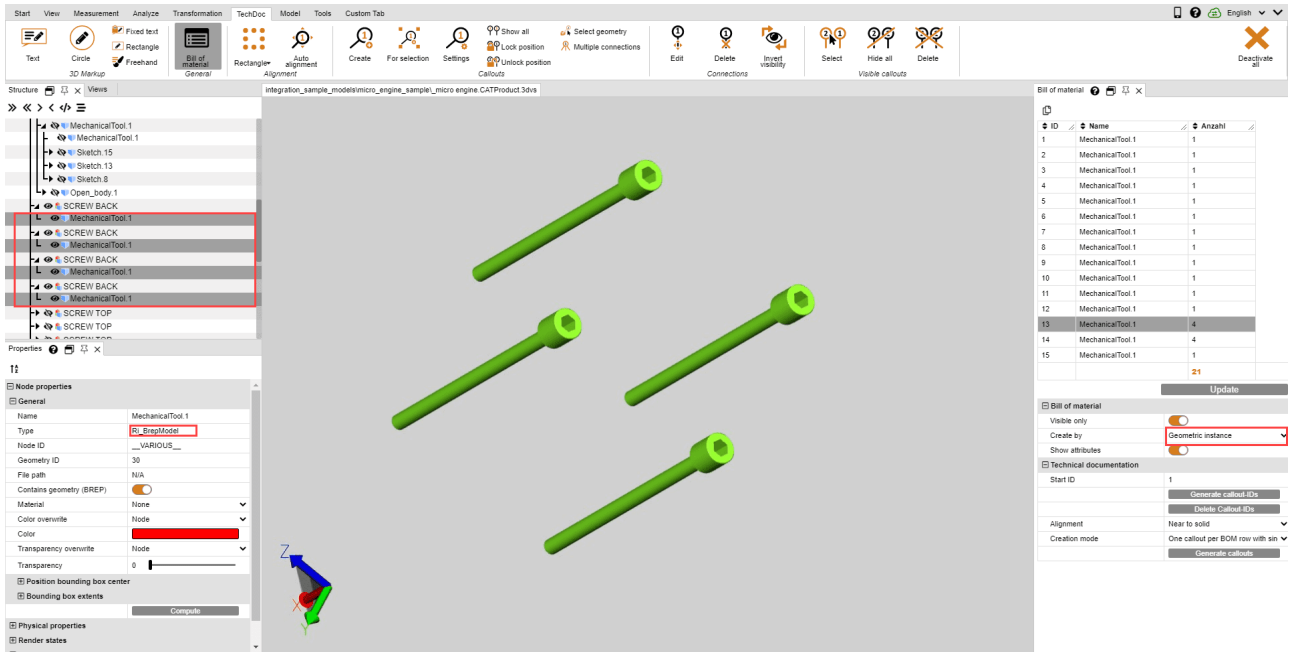 Start View Measurement Analyze Transformation TechDoc Model Tools Custom Tab English
Text Circle Fixed text Rectangle Freehand
3D Markup
Bill of material
General
Rectangle Auto alignment
Alignment
Create For selection Settings Show all Lock position Unlock position Select geometry Multiple connections
Callouts
Edit Delete Invert visibility
Connections
Select Hide all Delete
Visible callouts
Deactivate all
Structure Views
MechanicalTool.1
MechanicalTool.1
Sketch.15
Sketch.13
Sketch.8
Open_body.1
SCREW BACK
MechanicalTool.1
SCREW BACK
MechanicalTool.1
SCREW BACK
MechanicalTool.1
SCREW BACK
MechanicalTool.1
SCREW TOP
SCREW TOP
Properties
Node properties
General
Name MechanicalTool.1
Type Ri_BrepModel
Node ID __VARIOUS__
Geometry ID 30
File path N/A
Contains geometry (BREP)
Material None
Color overwrite Node
Color
Transparency overwrite Node
Transparency 0
Position bounding box center
Bounding box extents
Compute
Physical properties
Render states
integration_sample_models\micro_engine_sample\_micro engine.CATProduct.3dvs
Z
X
Y
Bill of material
ID Name Anzahl
1 MechanicalTool.1 1
2 MechanicalTool.1 1
3 MechanicalTool.1 1
4 MechanicalTool.1 1
5 MechanicalTool.1 1
6 MechanicalTool.1 1
7 MechanicalTool.1 1
8 MechanicalTool.1 1
9 MechanicalTool.1 1
10 MechanicalTool.1 1
11 MechanicalTool.1 1
12 MechanicalTool.1 1
13 MechanicalTool.1 4
14 MechanicalTool.1 4
15 MechanicalTool.1 1
21
Update
Bill of material
Visible only
Create by Geometric instance
Show attributes
Technical documentation
Start ID 1
Generate callout-IDs
Delete Callout-IDs
Alignment Near to solid
Creation mode One callout per BOM row with sin
Generate callouts